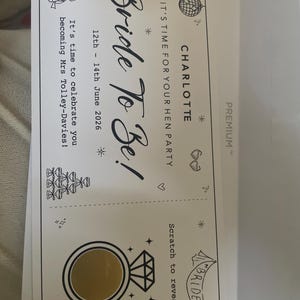 PREMIUM
CHARLOTTE
IT'S TIME FOR YOUR HEN PARTY
Bride To Be!
12th - 14th June 2026
It's time to celebrate you
becoming Mrs Tolley-Davies!
BRIDE
Scratch to